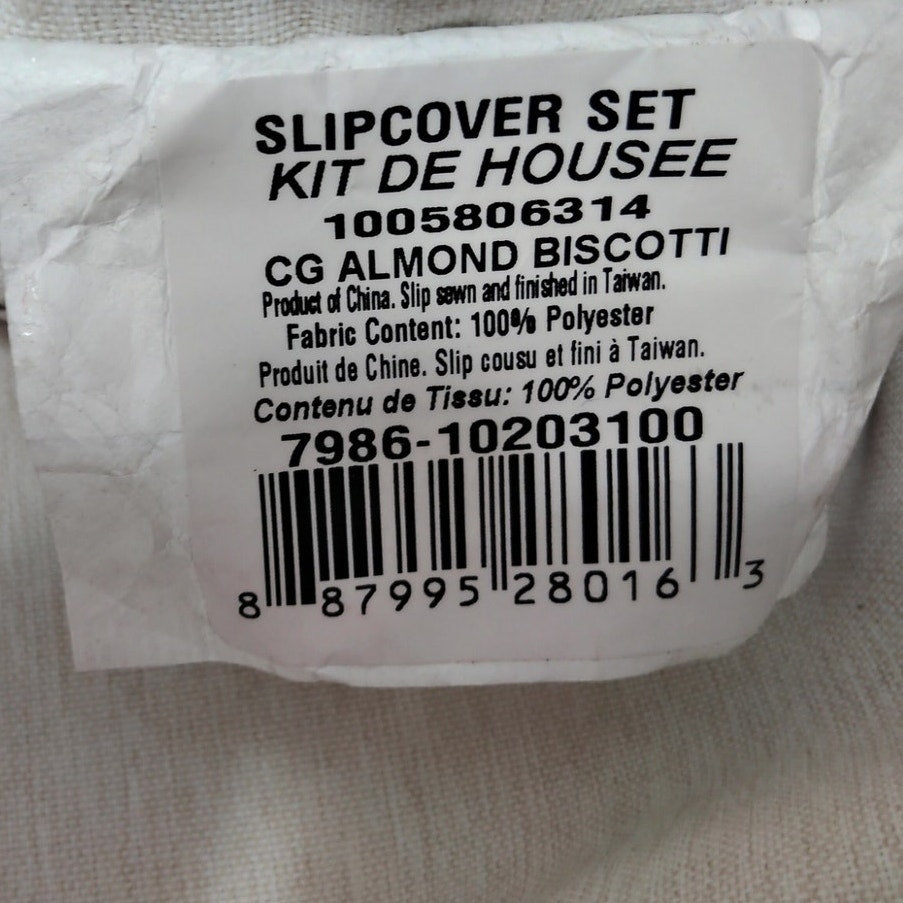 SLIPCOVER SET
KIT DE HOUSEE
1005806314
CG ALMOND BISCOTTI
Product of China. Slip sewn and finished in Taiwan.
Fabric Content: 100% Polyester
Produit de Chine. Slip cousu et fini à Taiwan.
Contenu de Tissu: 100% Polyester
7986-10203100
8 87995 28016 3